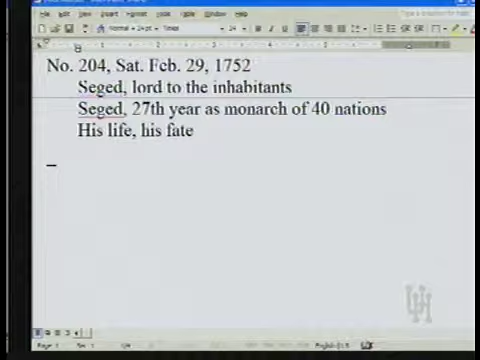 No. 204, Sat. Feb. 29, 1752
Seged, lord to the inhabitants
Seged, 27th year as monarch of 40 nations
His life, his fate